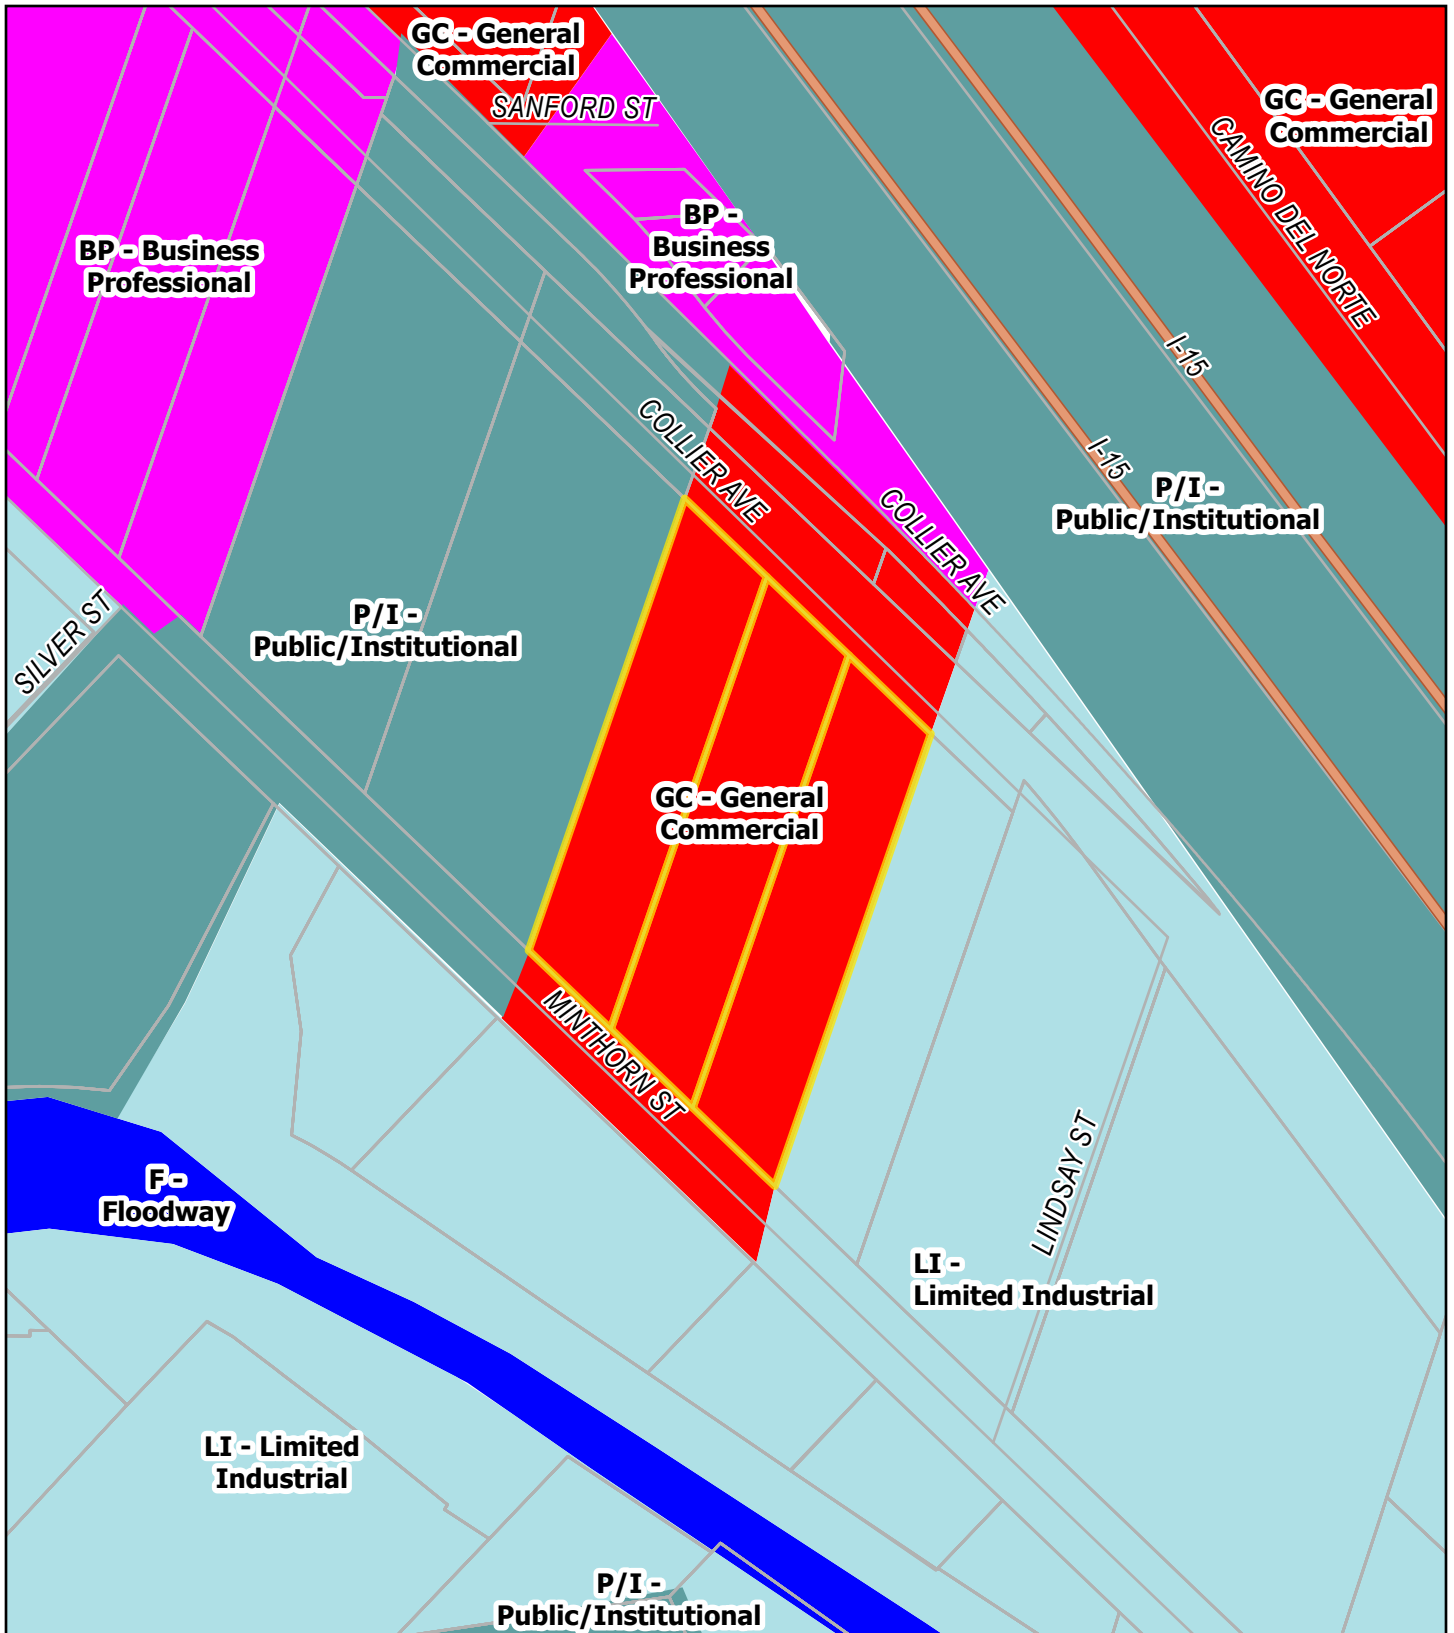 GC - General
Commercial
SANFORD ST
GC - General
Commercial
CAMINO DEL NORTE
BP -
Business
Professional
BP - Business
Professional
I-15
I-15
COLLIER AVE
COLLIER AVE
P/I -
Public/Institutional
SILVER ST
P/I -
Public/Institutional
GC - General
Commercial
MINTHORN ST
LINDSAY ST
F -
Floodway
LI -
Limited Industrial
LI - Limited
Industrial
P/I -
Public/Institutional